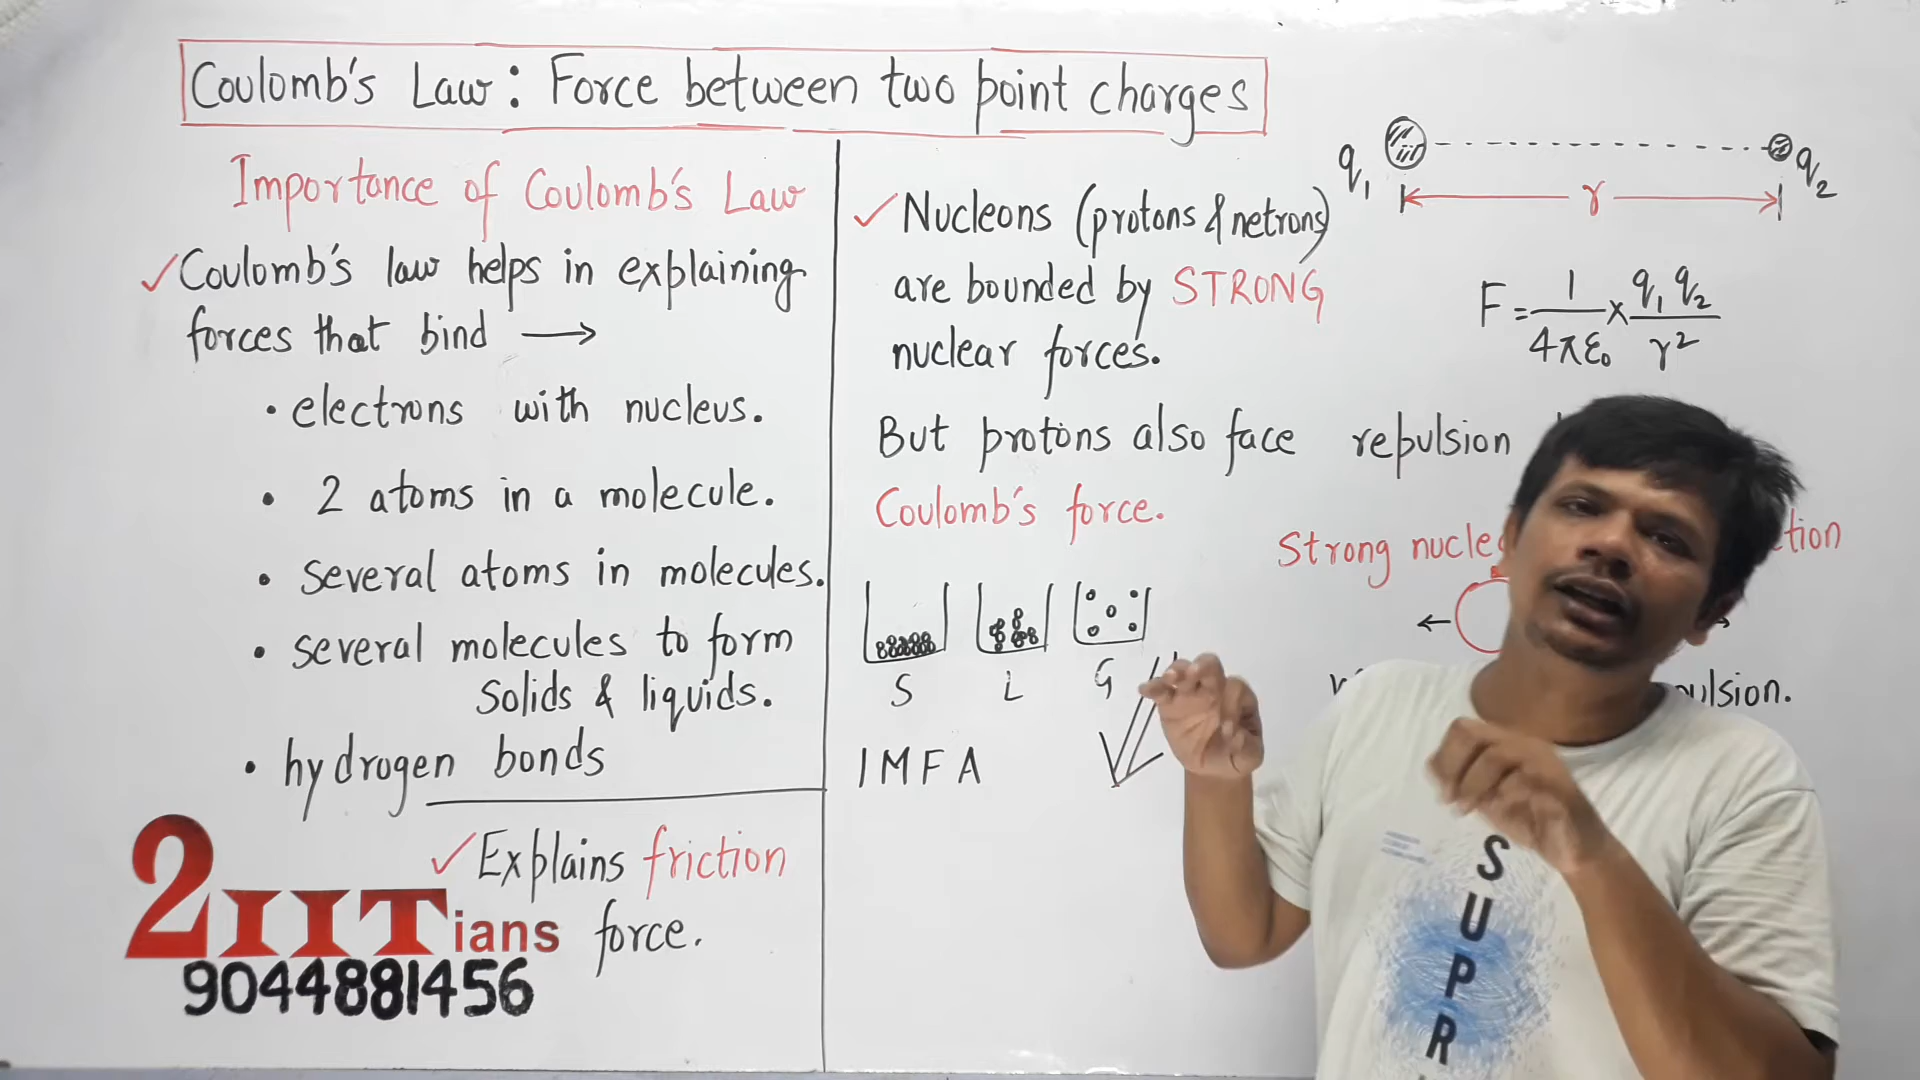 Coulomb's Law: Force between two point charges
Importance of Coulomb's Law
✓ Coulomb's law helps in explaining
forces that bind →
• electrons with nucleus.
• 2 atoms in a molecule.
• several atoms in molecules.
• several molecules to form
solids & liquids.
• hydrogen bonds
✓ Explains friction
force.
2IITians
9044881456
✓ Nucleons (protons & netrons)
are bounded by STRONG
nuclear forces.
But protons also face repulsion
Coulomb's force.
S L G
IMFA
q₁ q₂
r
F = 1/4πε₀ × q₁ q₂/r²
Strong
SUPR